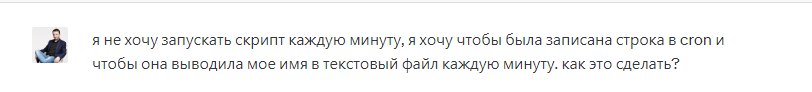 я не хочу запускать скрипт каждую минуту, я хочу чтобы была записана строка в cron и
чтобы она выводила мое имя в текстовый файл каждую минуту. как это сделать?